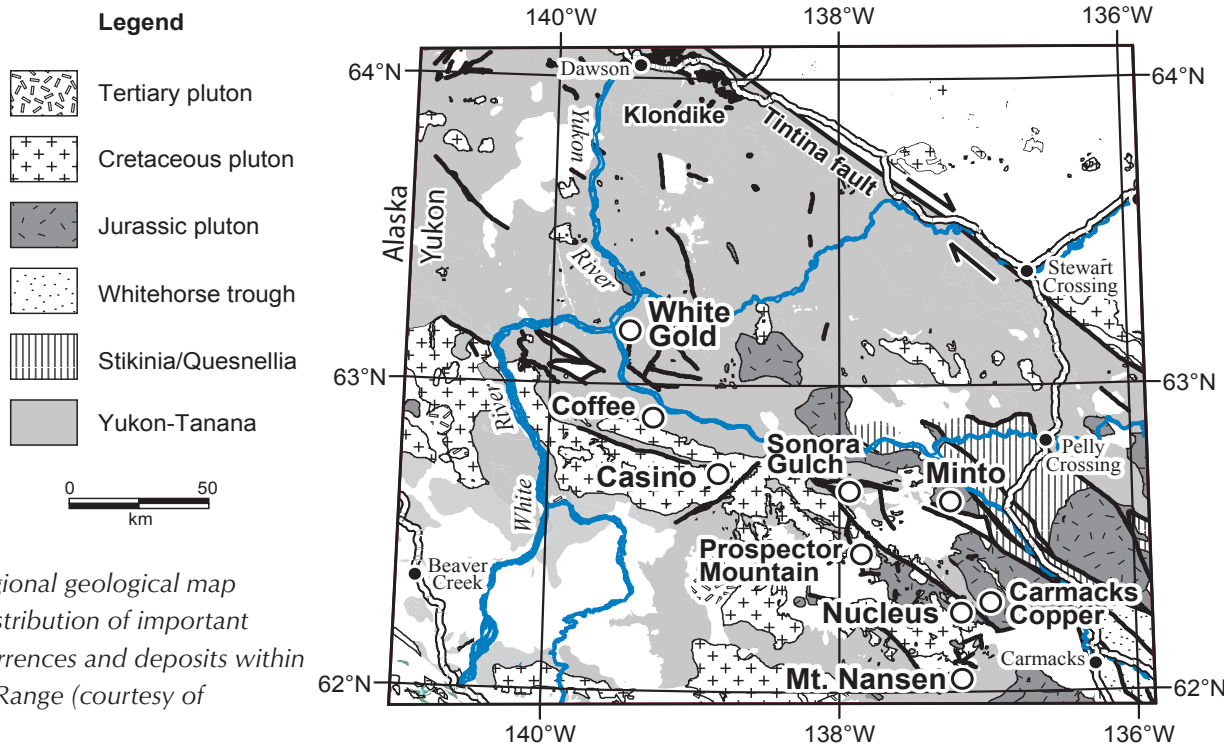 Legend
Tertiary pluton
Cretaceous pluton
Jurassic pluton
Whitehorse trough
Stikinia/Quesnellia
Yukon-Tanana
0 50
km
gional geological map
stribution of important
rrences and deposits within
Range (courtesy of
140°W 138°W 136°W
64°N 64°N
Dawson
Klondike
Tintina fault
Yukon
River
Alaska
Yukon
Stewart
Crossing
White
Gold
63°N 63°N
River
White
Coffee
Sonora
Gulch
Casino
Minto
Pelly
Crossing
Prospector
Mountain
Beaver
Creek
Nucleus
Carmacks
Copper
Carmacks
Mt. Nansen
62°N 62°N
140°W 138°W 136°W